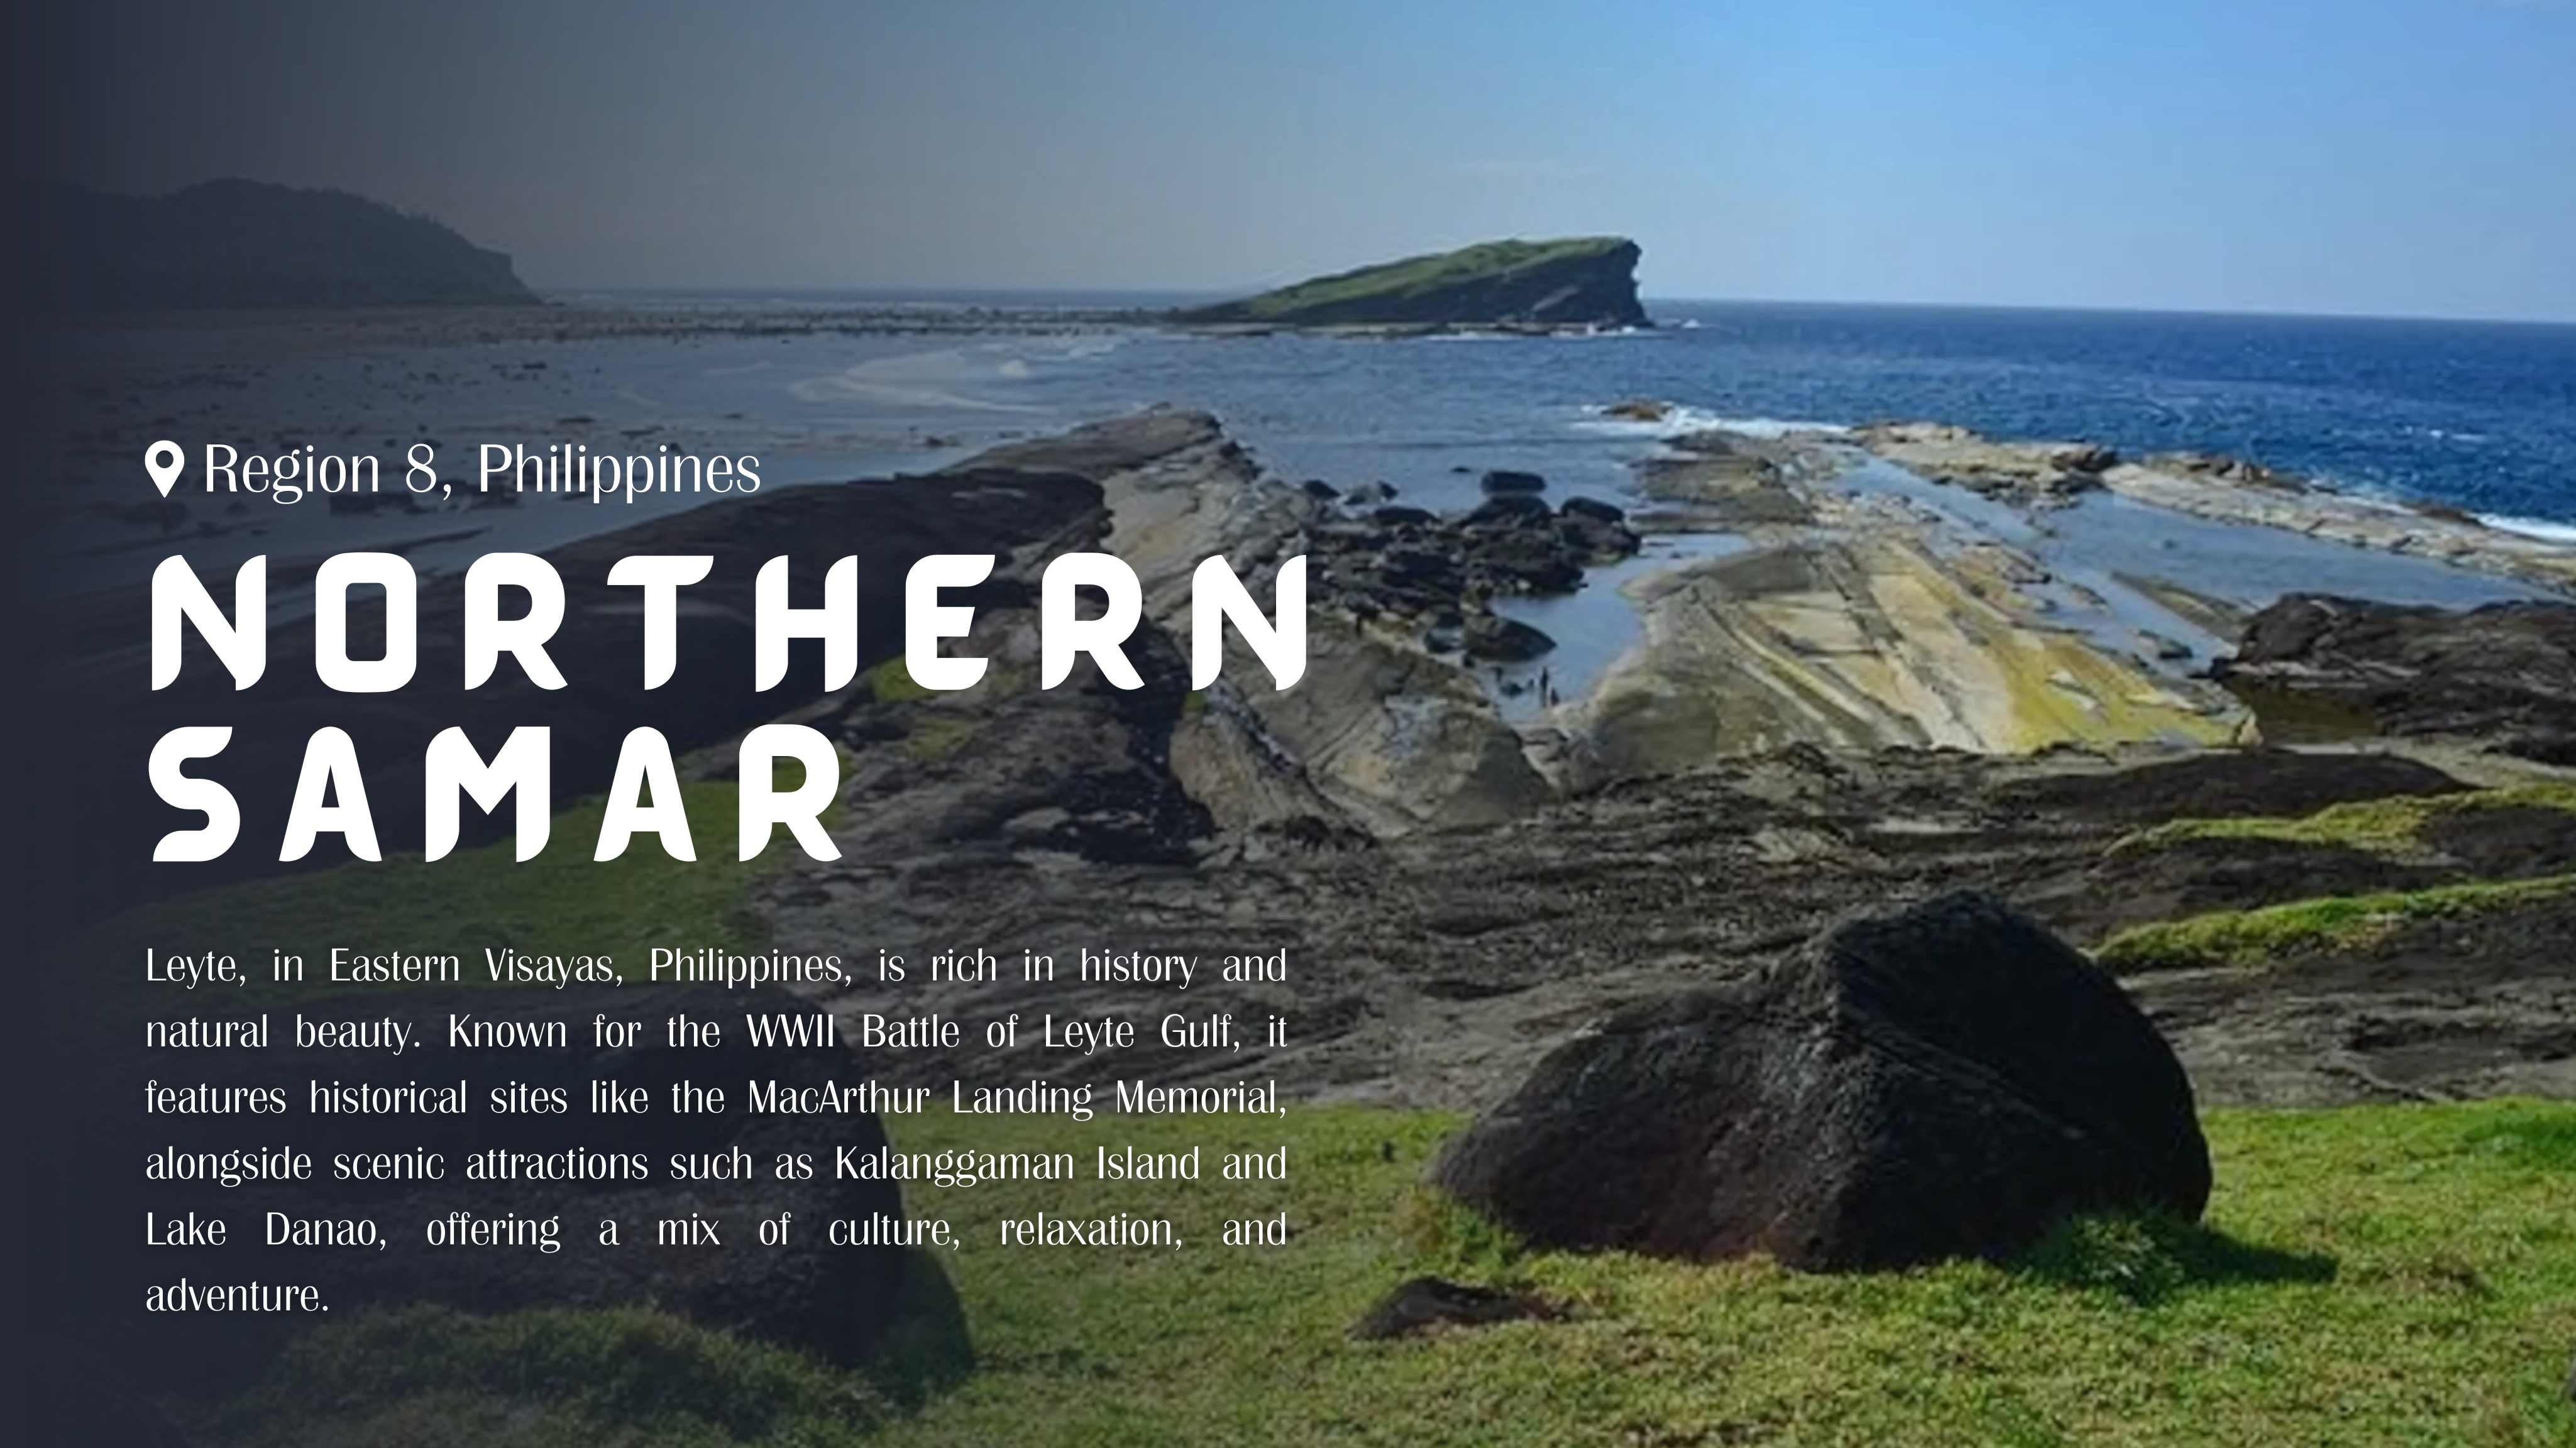 Region 8, Philippines
NORTHERN
SAMAR
Leyte, in Eastern Visayas, Philippines, is rich in history and
natural beauty. Known for the WWII Battle of Leyte Gulf, it
features historical sites like the MacArthur Landing Memorial,
alongside scenic attractions such as Kalanggaman Island and
Lake Danao, offering a mix of culture, relaxation, and
adventure.